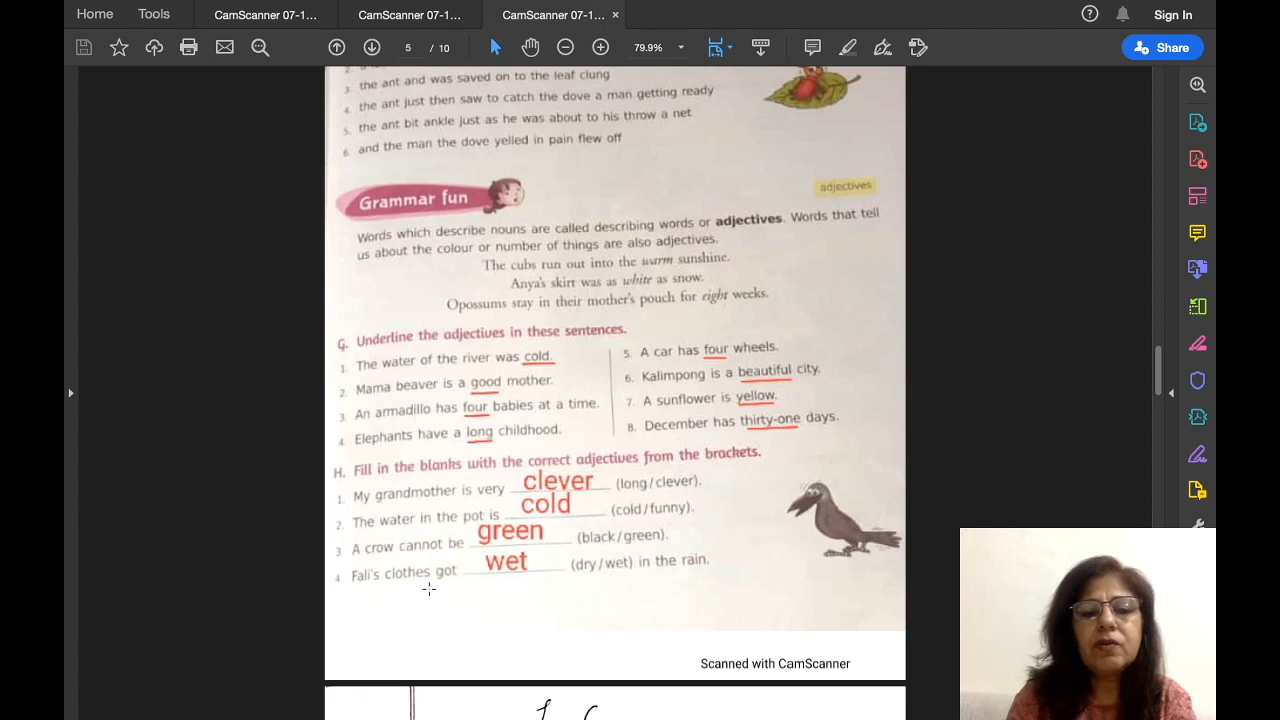 Home Tools CamScanner 07-1... CamScanner 07-1... CamScanner 07-1... × Sign In
5 / 10 79.9% Share
3. the ant and was saved on to the leaf clung
4. the ant just then saw to catch the dove a man getting ready
5. the ant bit ankle just as he was about to his throw a net
6. and the man the dove yelled in pain flew off
Grammar fun
adjectives
Words which describe nouns are called describing words or adjectives. Words that tell
us about the colour or number of things are also adjectives.
The cubs run out into the warm sunshine.
Anya's skirt was as white as snow.
Opossums stay in their mother's pouch for eight weeks.
G. Underline the adjectives in these sentences.
1. The water of the river was cold.
2. Mama beaver is a good mother.
3. An armadillo has four babies at a time.
4. Elephants have a long childhood.
5. A car has four wheels.
6. Kalimpong is a beautiful city.
7. A sunflower is yellow.
8. December has thirty-one days.
H. Fill in the blanks with the correct adjectives from the brackets.
1. My grandmother is very clever (long/clever).
2. The water in the pot is cold (cold/funny).
3. A crow cannot be green (black/green).
4. Fali's clothes got wet (dry/wet) in the rain.
Scanned with CamScanner